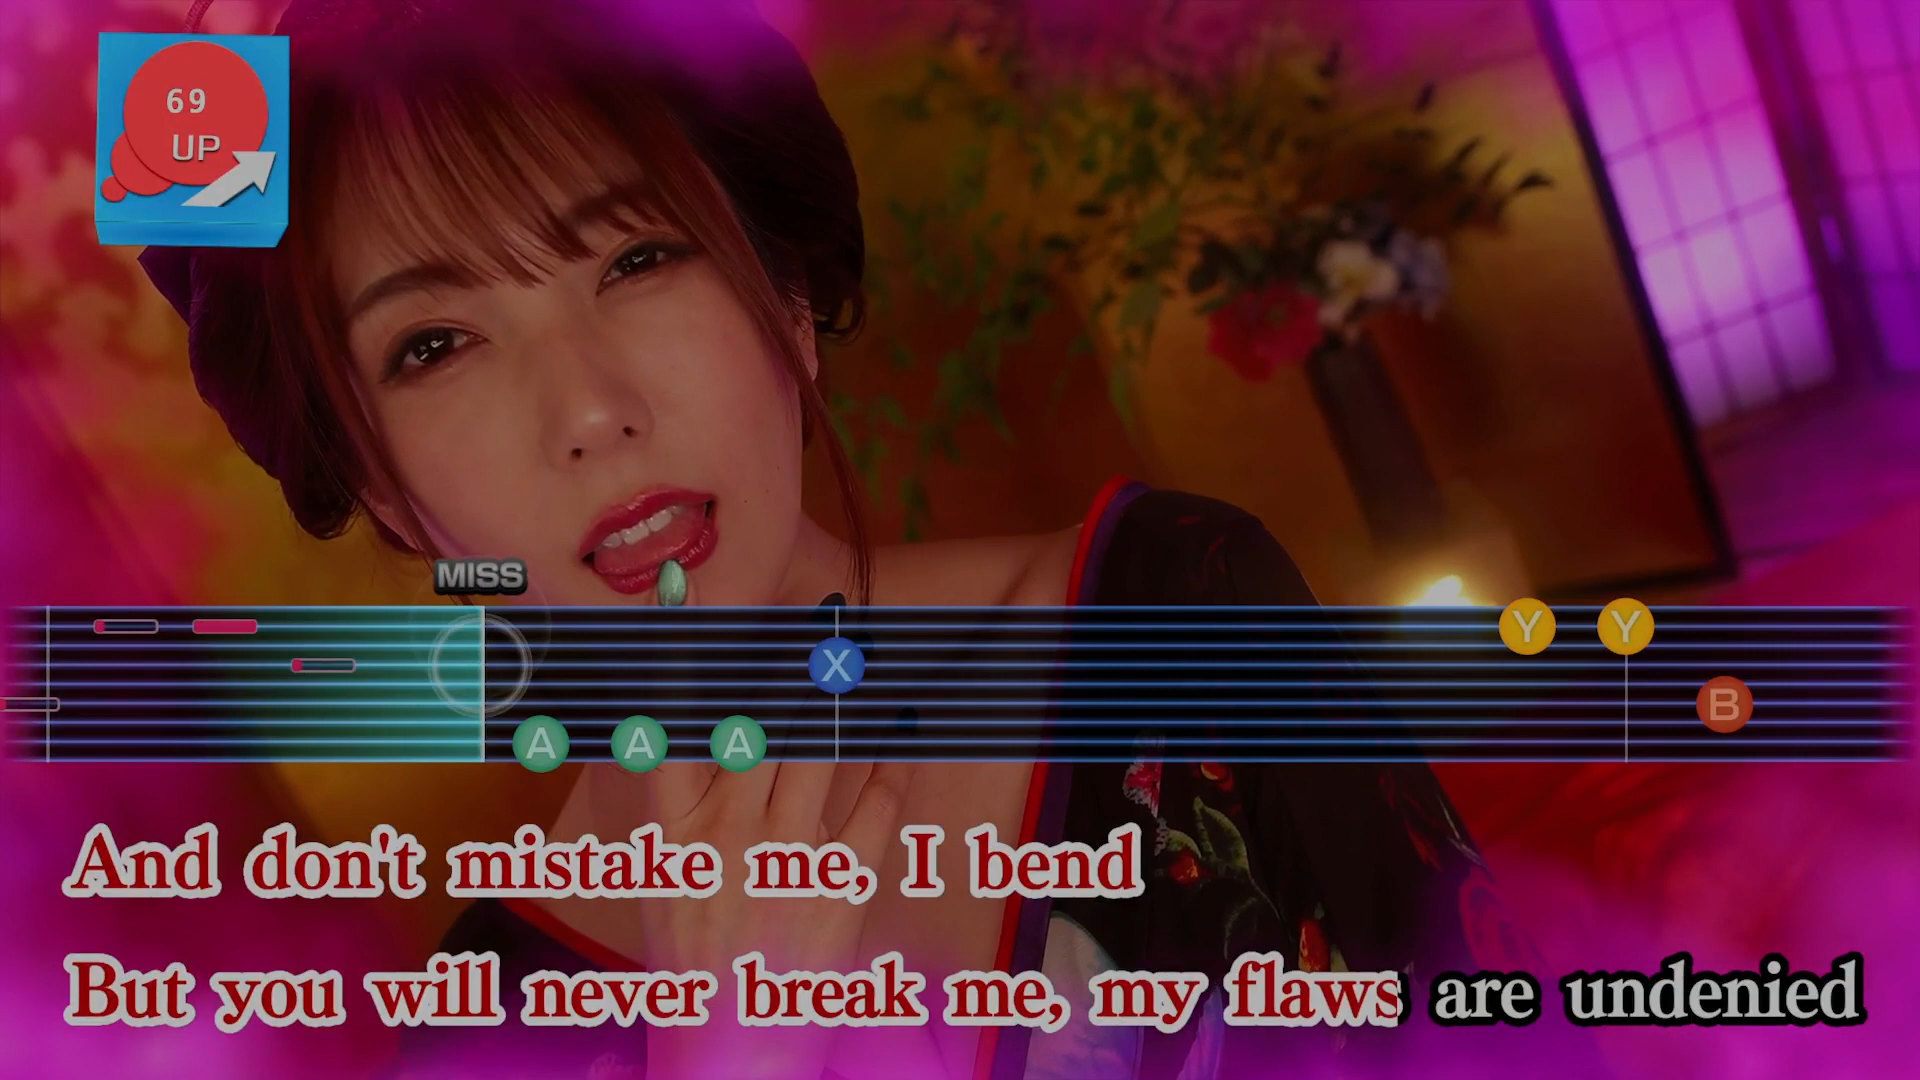 69
UP
MISS
A A A X Y Y B
And don't mistake me, I bend
But you will never break me, my flaws are undenied